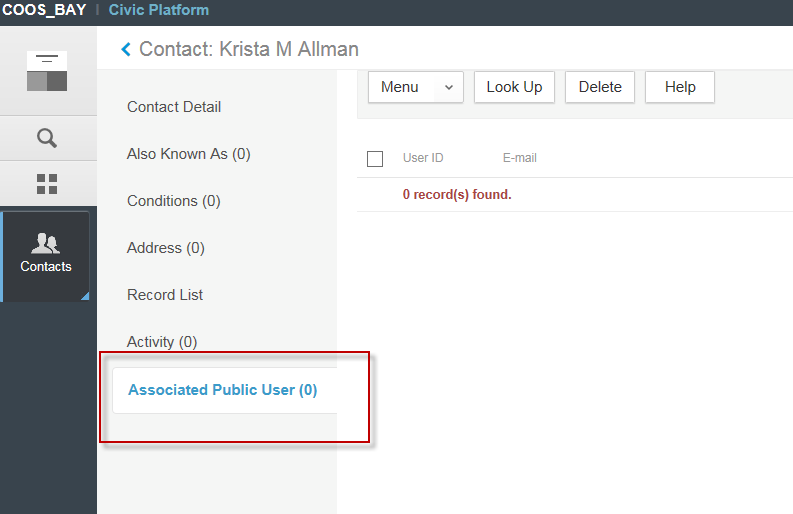 COOS_BAY | Civic Platform
Contact: Krista M Allman
Contacts
Contact Detail
Also Known As (0)
Conditions (0)
Address (0)
Record List
Activity (0)
Associated Public User (0)
Menu Look Up Delete Help
User ID E-mail
0 record(s) found.